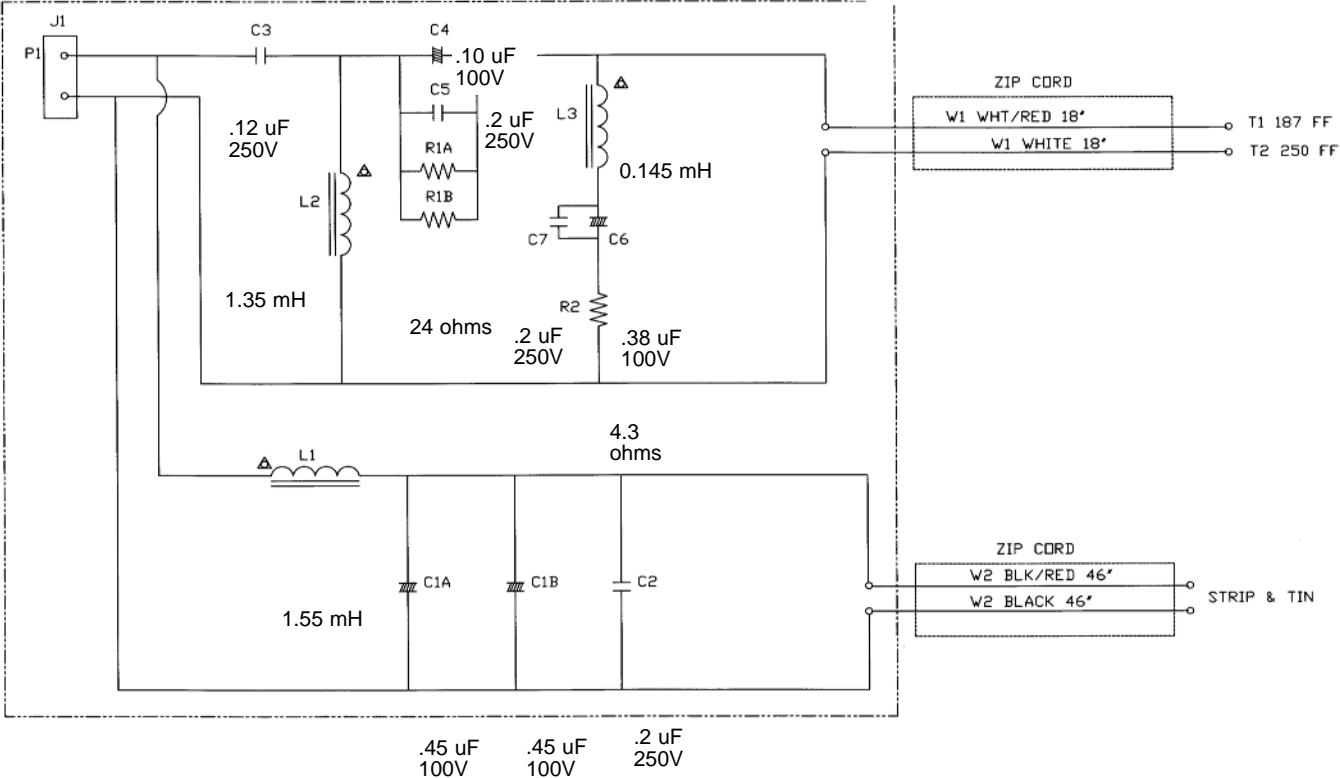 J1
P1
C3
C4
.10 uF
100V
C5
.12 uF
250V
.2 uF
250V
R1A
R1B
L2
L3
0.145 mH
C7
C6
R2
1.35 mH
24 ohms
.2 uF
250V
.38 uF
100V
ZIP CORD
W1 WHT/RED 18"
W1 WHITE 18"
T1 187 FF
T2 250 FF
4.3
ohms
L1
C1A
C1B
C2
1.55 mH
ZIP CORD
W2 BLK/RED 46"
W2 BLACK 46"
STRIP & TIN
.45 uF
100V
.45 uF
100V
.2 uF
250V